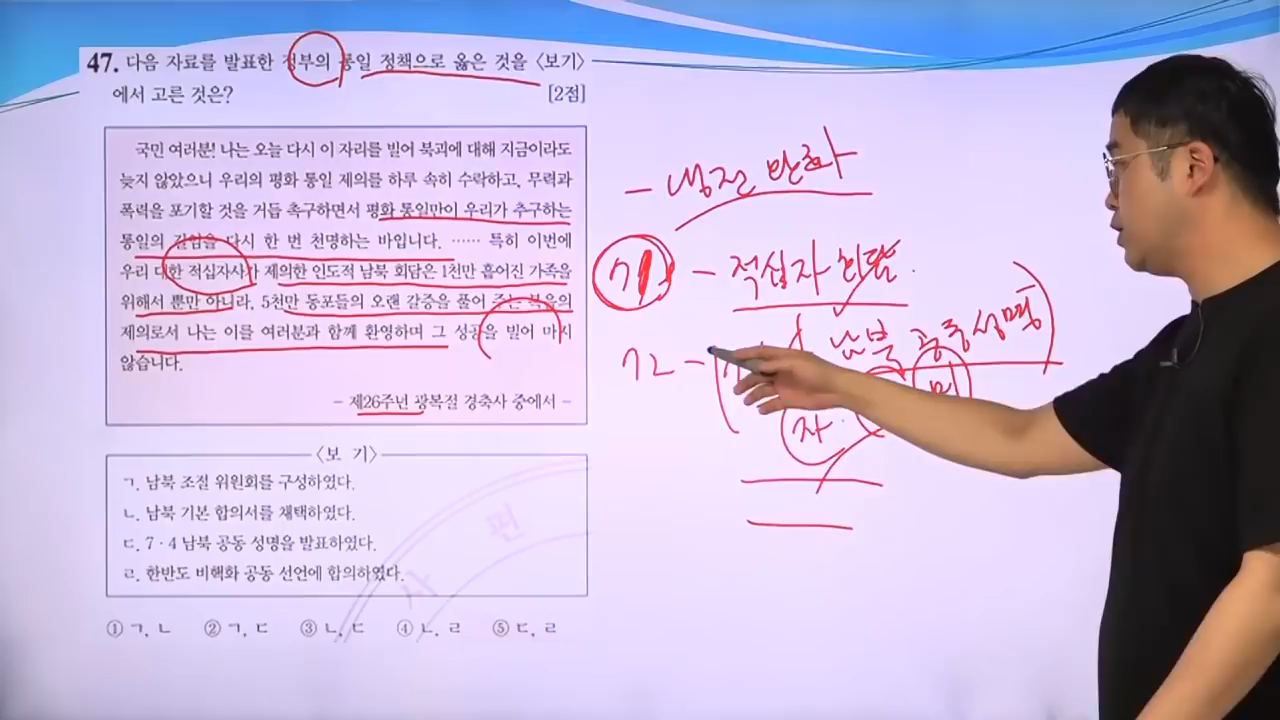 47. 다음 자료를 발표한 정부의 통일 정책으로 옳은 것을 〈보기〉
에서 고른 것은? [2점]
국민 여러분! 나는 오늘 다시 이 자리를 빌어 북괴에 대해 지금이라도
늦지 않았으니 우리의 평화 통일 제의를 하루 속히 수락하고, 무력과
폭력을 포기할 것을 거듭 촉구하면서 평화 통일만이 우리가 추구하는
통일의 길임을 다시 한 번 천명하는 바입니다. …… 특히 이번에
우리 대한 적십자사가 제의한 인도적 남북 회담은 1천만 흩어진 가족을
위해서 뿐만 아니라, 5천만 동포들의 오랜 갈증을 풀어 주는 복음의
제의로서 나는 이를 여러분과 함께 환영하며 그 성공을 빌어 마지
않습니다.
- 제26주년 광복절 경축사 중에서 -
〈보 기〉
ㄱ. 남북 조절 위원회를 구성하였다.
ㄴ. 남북 기본 합의서를 채택하였다.
ㄷ. 7·4 남북 공동 성명을 발표하였다.
ㄹ. 한반도 비핵화 공동 선언에 합의하였다.
① ㄱ, ㄴ ② ㄱ, ㄷ ③ ㄴ, ㄷ ④ ㄴ, ㄹ ⑤ ㄷ, ㄹ
- 냉전 반화
71 - 적십자 회담.
72 - 남북 공동성명
자.
사 편